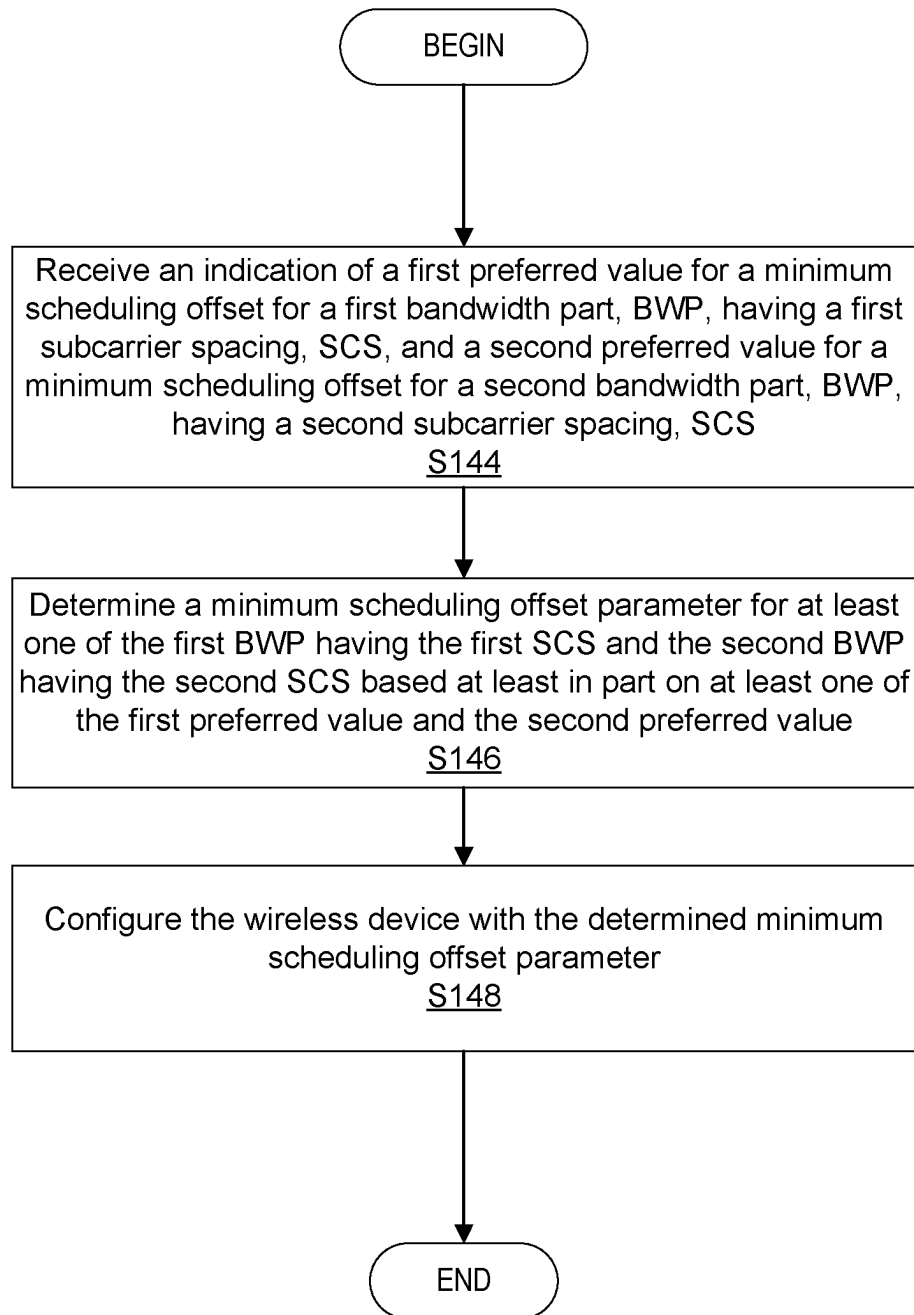 BEGIN
Receive an indication of a first preferred value for a minimum
scheduling offset for a first bandwidth part, BWP, having a first
subcarrier spacing, SCS, and a second preferred value for a
minimum scheduling offset for a second bandwidth part, BWP,
having a second subcarrier spacing, SCS
S144
Determine a minimum scheduling offset parameter for at least
one of the first BWP having the first SCS and the second BWP
having the second SCS based at least in part on at least one of
the first preferred value and the second preferred value
S146
Configure the wireless device with the determined minimum
scheduling offset parameter
S148
END